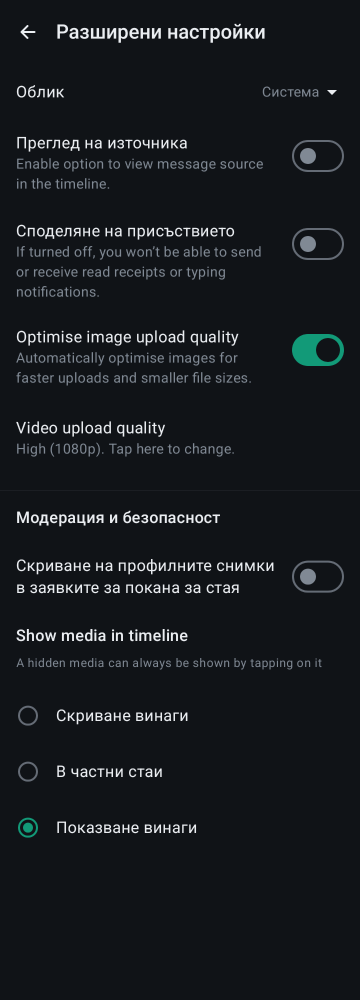 Разширени настройки
Облик
Система
Преглед на източника
Enable option to view message source
in the timeline.
Споделяне на присъствието
If turned off, you won't be able to send
or receive read receipts or typing
notifications.
Optimise image upload quality
Automatically optimise images for
faster uploads and smaller file sizes.
Video upload quality
High (1080p). Tap here to change.
Модерация и безопасност
Скриване на профилните снимки
в заявките за покана за стая
Show media in timeline
A hidden media can always be shown by tapping on it
Скриване винаги
В частни стаи
Показване винаги